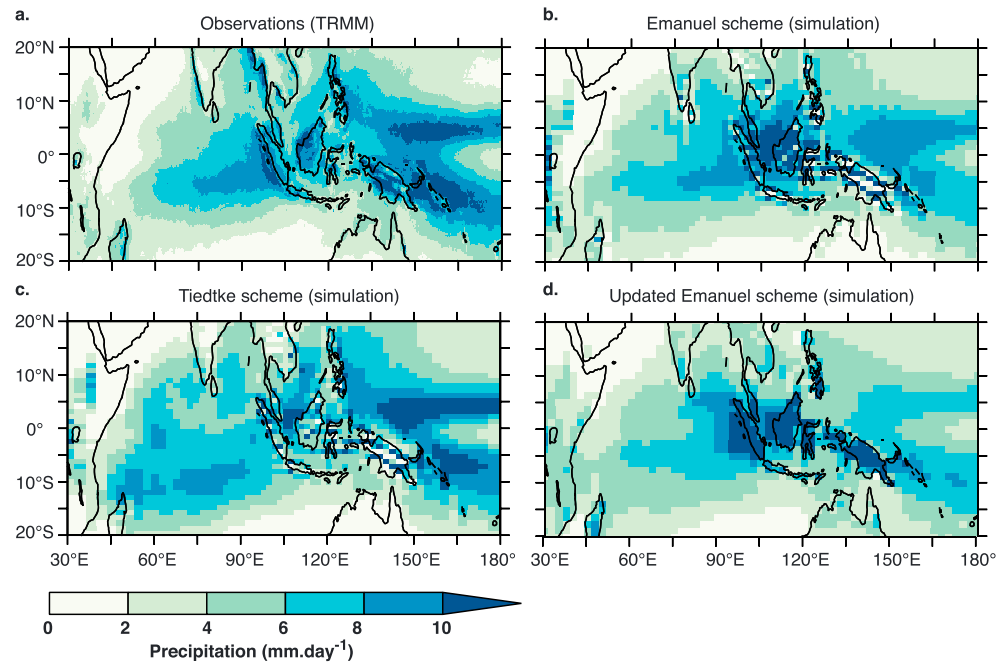 a.
Observations (TRMM)
b.
Emanuel scheme (simulation)
20°N
10°N
0°
10°S
20°S
c.
Tiedtke scheme (simulation)
d.
Updated Emanuel scheme (simulation)
20°N
10°N
0°
10°S
20°S
30°E 60°E 90°E 120°E 150°E 180° 30°E 60°E 90°E 120°E 150°E 180°
0 2 4 6 8 10
Precipitation (mm.day-1)